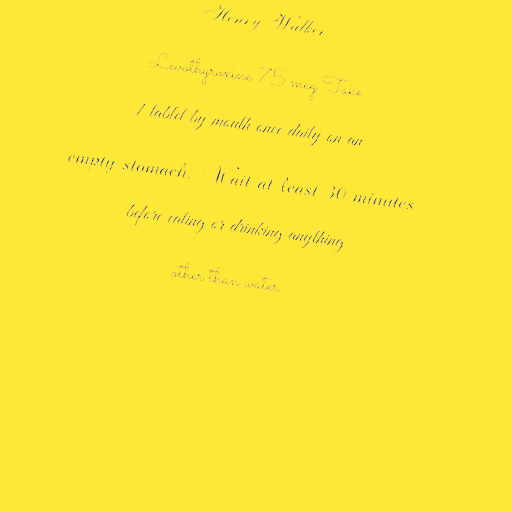 Henry Walker
Levothyroxine 75 mcg Take
1 tablet by mouth once daily on an
empty stomach. Wait at least 30 minutes
before eating or drinking anything
other than water